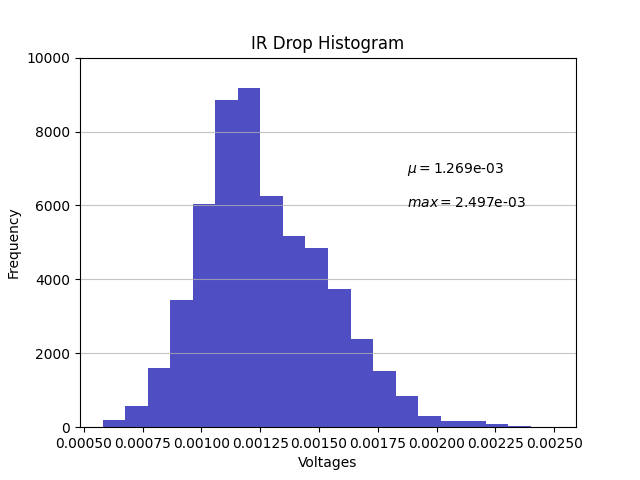 IR Drop Histogram
10000
8000
6000
4000
2000
0
Frequency
μ = 1.269e-03
max = 2.497e-03
0.00050 0.00075 0.00100 0.00125 0.00150 0.00175 0.00200 0.00225 0.00250
Voltages